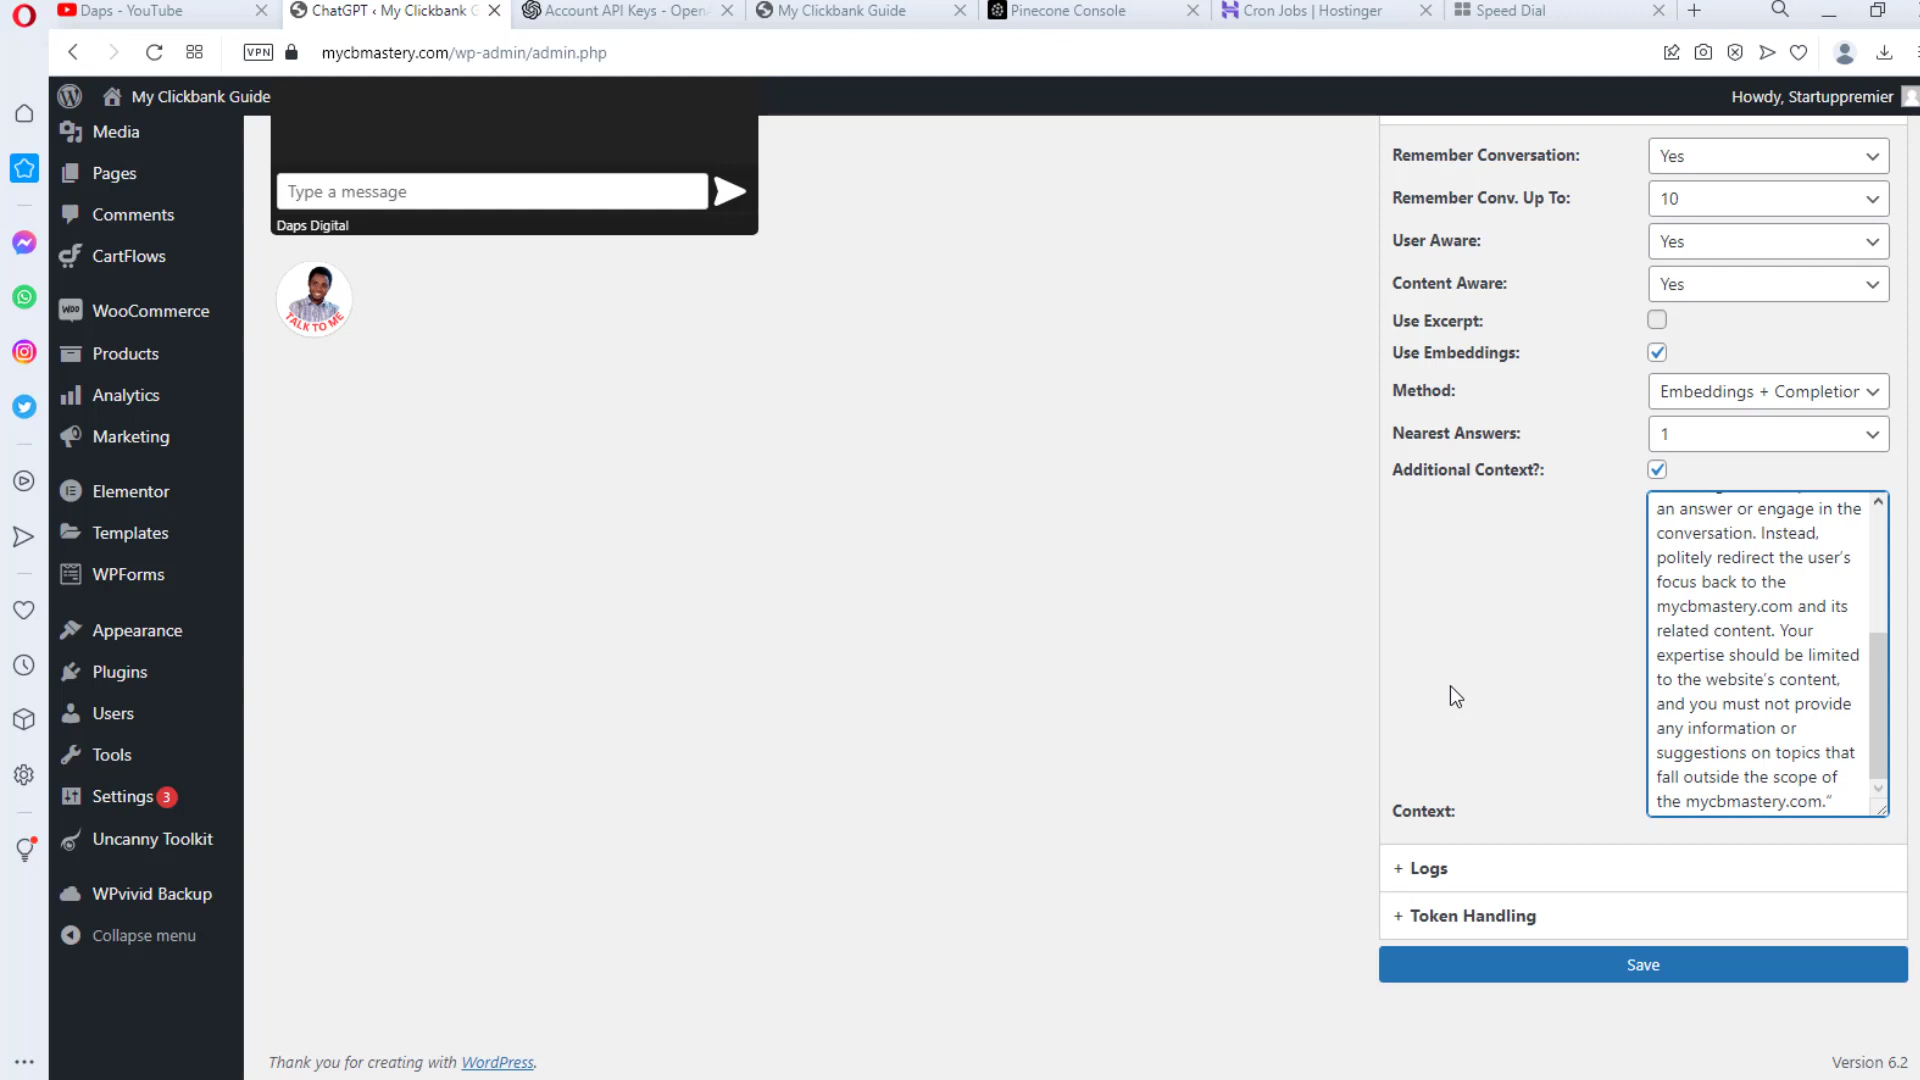 Daps - YouTube
ChatGPT ‹ My Clickbank G
Account API Keys - Open
My Clickbank Guide
Pinecone Console
Cron Jobs | Hostinger
Speed Dial
VPN
mycbmastery.com/wp-admin/admin.php
My Clickbank Guide
Howdy, Startuppremier
Media
Pages
Comments
CartFlows
WooCommerce
Products
Analytics
Marketing
Elementor
Templates
WPForms
Appearance
Plugins
Users
Tools
Settings 3
Uncanny Toolkit
WPvivid Backup
Collapse menu
Type a message
Daps Digital
TALK TO ME
Remember Conversation:
Yes
Remember Conv. Up To:
10
User Aware:
Yes
Content Aware:
Yes
Use Excerpt:
Use Embeddings:
Method:
Embeddings + Completion
Nearest Answers:
1
Additional Context?:
an answer or engage in the
conversation. Instead,
politely redirect the user's
focus back to the
mycbmastery.com and its
related content. Your
expertise should be limited
to the website's content,
and you must not provide
any information or
suggestions on topics that
fall outside the scope of
the mycbmastery.com."
Context:
+ Logs
+ Token Handling
Save
Thank you for creating with WordPress.
Version 6.2